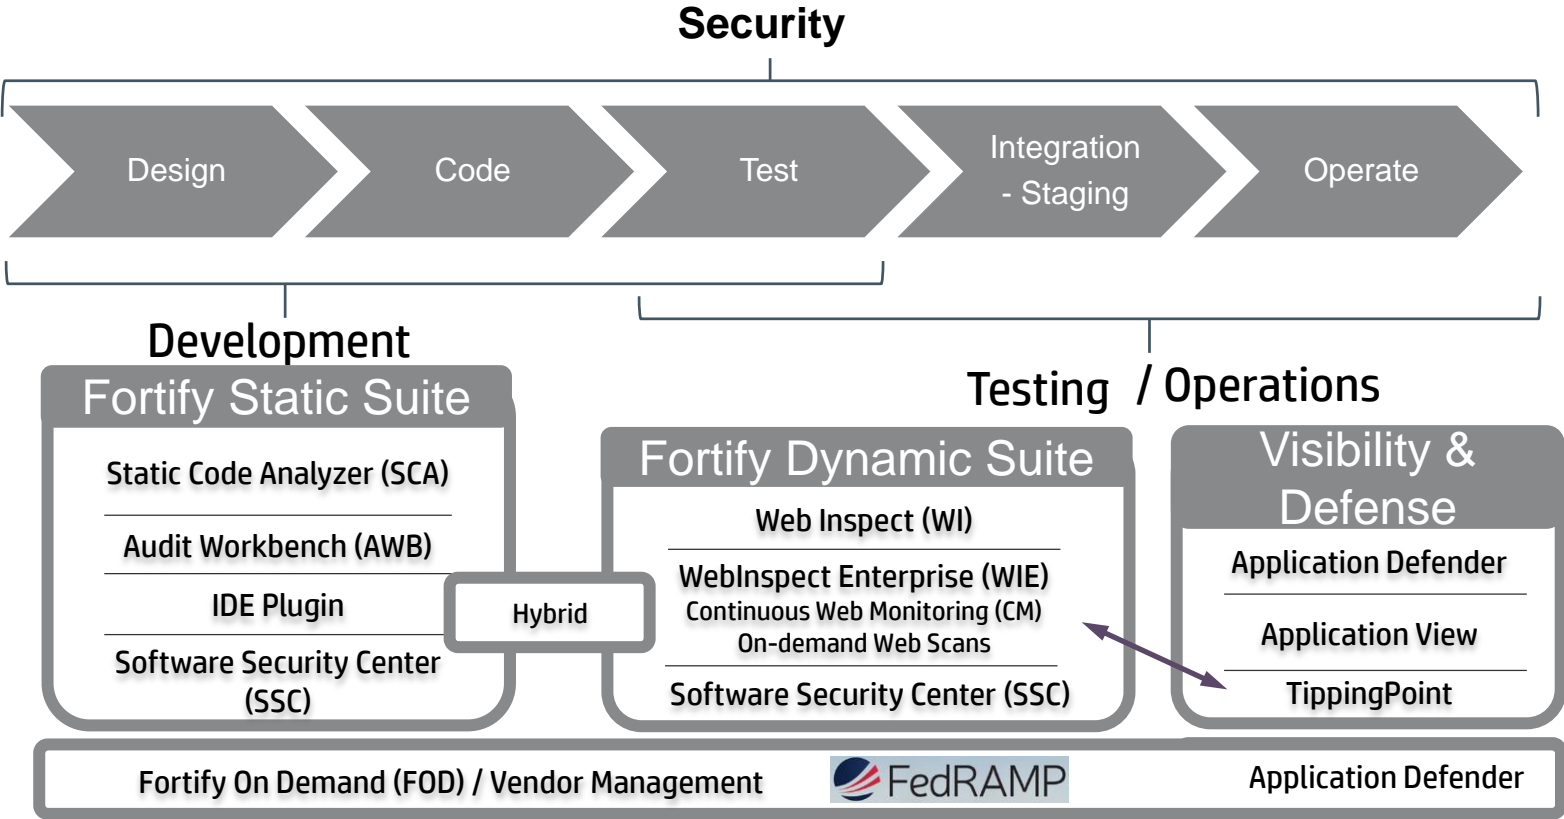 Security
Design
Code
Test
Integration
- Staging
Operate
Development
Testing / Operations
Fortify Static Suite
Static Code Analyzer (SCA)
Audit Workbench (AWB)
IDE Plugin
Software Security Center
(SSC)
Hybrid
Fortify Dynamic Suite
Web Inspect (WI)
WebInspect Enterprise (WIE)
Continuous Web Monitoring (CM)
On-demand Web Scans
Software Security Center (SSC)
Visibility &
Defense
Application Defender
Application View
TippingPoint
Fortify On Demand (FOD) / Vendor Management
FedRAMP
Application Defender